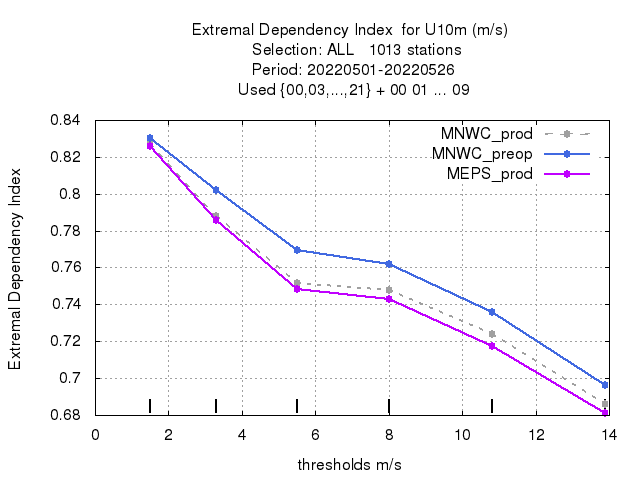 Extremal Dependency Index  for U10m (m/s)
Selection: ALL   1013 stations
Period: 20220501-20220526
Used {00,03,...,21} + 00 01 ... 09
MNWC_prod
MNWC_preop
MEPS_prod
Extremal Dependency Index
0.84
0.82
0.8
0.78
0.76
0.74
0.72
0.7
0.68
0 2 4 6 8 10 12 14
thresholds m/s